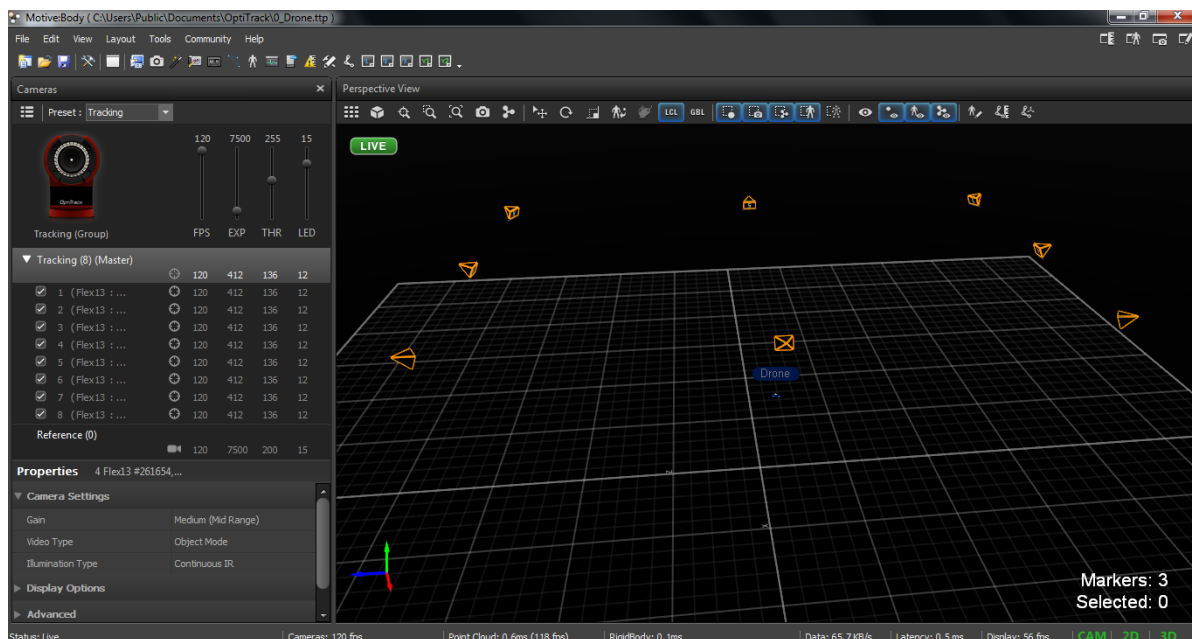 Motive:Body ( C:\Users\Public\Documents\OptiTrack\0_Drone.ttp )
File Edit View Layout Tools Community Help
Cameras
Preset : Tracking
120 7500 255 15
OptiTrack
Tracking (Group) FPS EXP THR LED
Tracking (8) (Master)
120 412 136 12
1 (Flex13 : ... 120 412 136 12
2 (Flex13 : ... 120 412 136 12
3 (Flex13 : ... 120 412 136 12
4 (Flex13 : ... 120 412 136 12
5 (Flex13 : ... 120 412 136 12
6 (Flex13 : ... 120 412 136 12
7 (Flex13 : ... 120 412 136 12
8 (Flex13 : ... 120 412 136 12
Reference (0)
120 7500 200 15
Properties 4 Flex13 #261654,...
Camera Settings
Gain Medium (Mid Range)
Video Type Object Mode
Illumination Type Continuous IR
Display Options
Advanced
Perspective View
LCL GBL
LIVE
Drone
Z
X
Markers: 3
Selected: 0
Status: Live Cameras: 120 fps Point Cloud: 0.6ms (118 fps) RigidBody: 0.1ms Data: 65.7 KB/s Latency: 0.5 ms Display: 56 fps CAM 2D 3D